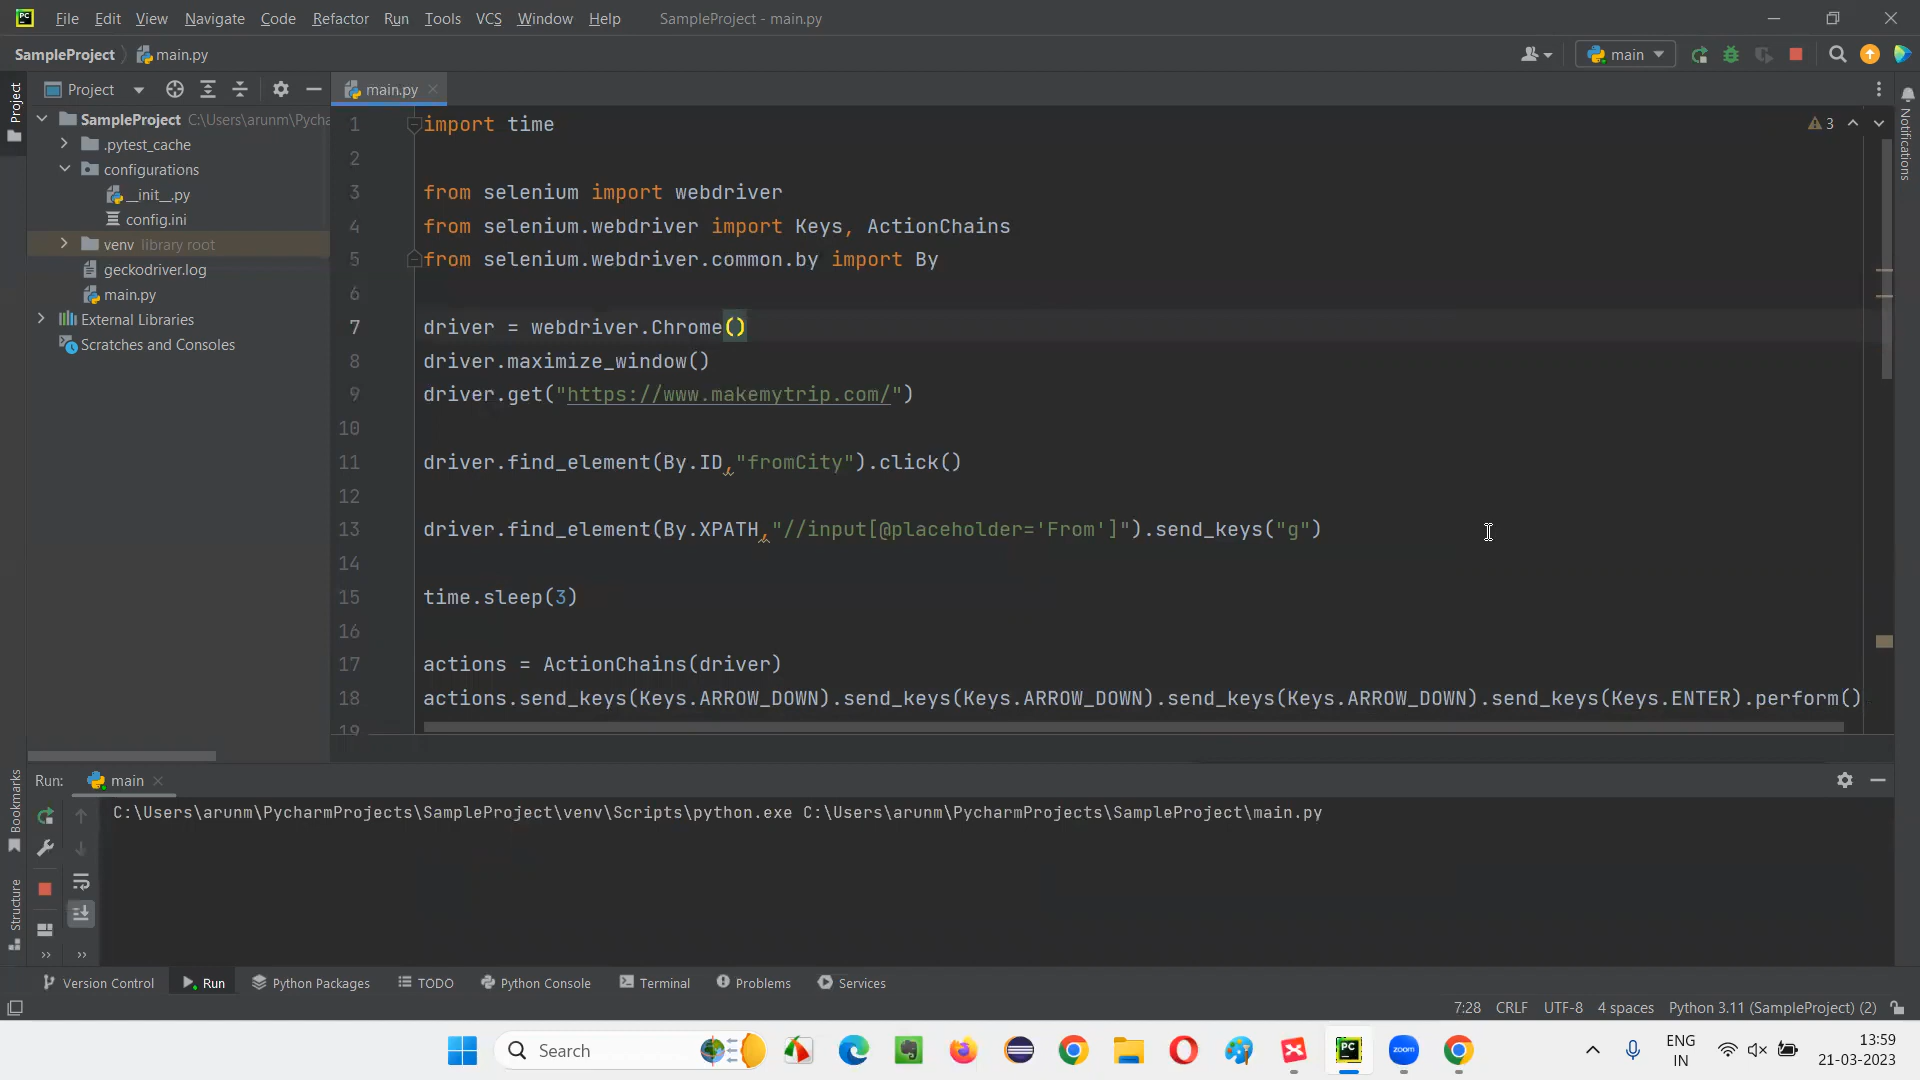 PC File Edit View Navigate Code Refactor Run Tools VCS Window Help SampleProject - main.py
SampleProject main.py main
Project main.py
SampleProject C:\Users\arunm\Pycha
.pytest_cache
configurations
__init__.py
config.ini
venv library root
geckodriver.log
main.py
External Libraries
Scratches and Consoles
1 import time
2
3 from selenium import webdriver
4 from selenium.webdriver import Keys, ActionChains
5 from selenium.webdriver.common.by import By
6
7 driver = webdriver.Chrome()
8 driver.maximize_window()
9 driver.get("https://www.makemytrip.com/")
10
11 driver.find_element(By.ID,"fromCity").click()
12
13 driver.find_element(By.XPATH,"//input[@placeholder='From']").send_keys("g")
14
15 time.sleep(3)
16
17 actions = ActionChains(driver)
18 actions.send_keys(Keys.ARROW_DOWN).send_keys(Keys.ARROW_DOWN).send_keys(Keys.ARROW_DOWN).send_keys(Keys.ENTER).perform()
19
3
Project
Notifications
Bookmarks
Structure
Run: main
C:\Users\arunm\PycharmProjects\SampleProject\venv\Scripts\python.exe C:\Users\arunm\PycharmProjects\SampleProject\main.py
Version Control Run Python Packages TODO Python Console Terminal Problems Services
7:28 CRLF UTF-8 4 spaces Python 3.11 (SampleProject) (2)
Search PC zoom
ENG
IN
13:59
21-03-2023